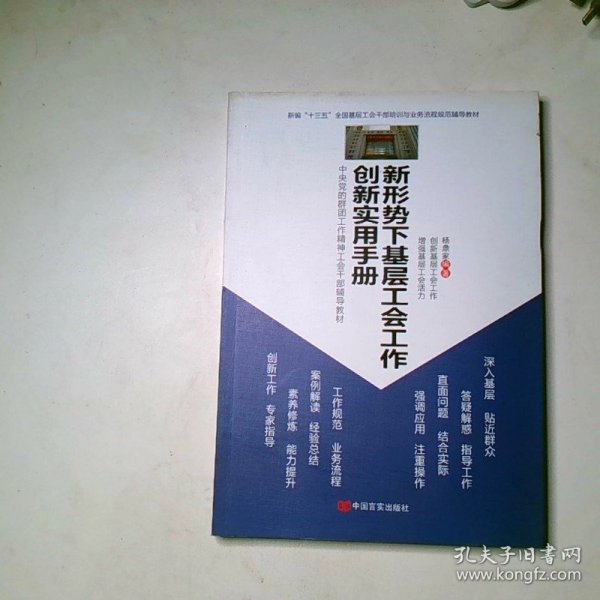 新编“十三五”全国基层工会干部培训与业务流程规范辅导教材
新形势下基层工会工作
创新实用手册
中央党的群团工作精神工会干部辅导教材
杨鼎家 编著
创新基层工会工作
增强基层工会活力
深入基层 贴近群众
答疑解惑 指导工作
直面问题 结合实际
强调应用 注重操作
工作规范 业务流程
案例解读 经验总结
素养修炼 能力提升
创新工作 专家指导
中国言实出版社
孔夫子旧书网
www.kongfz.com